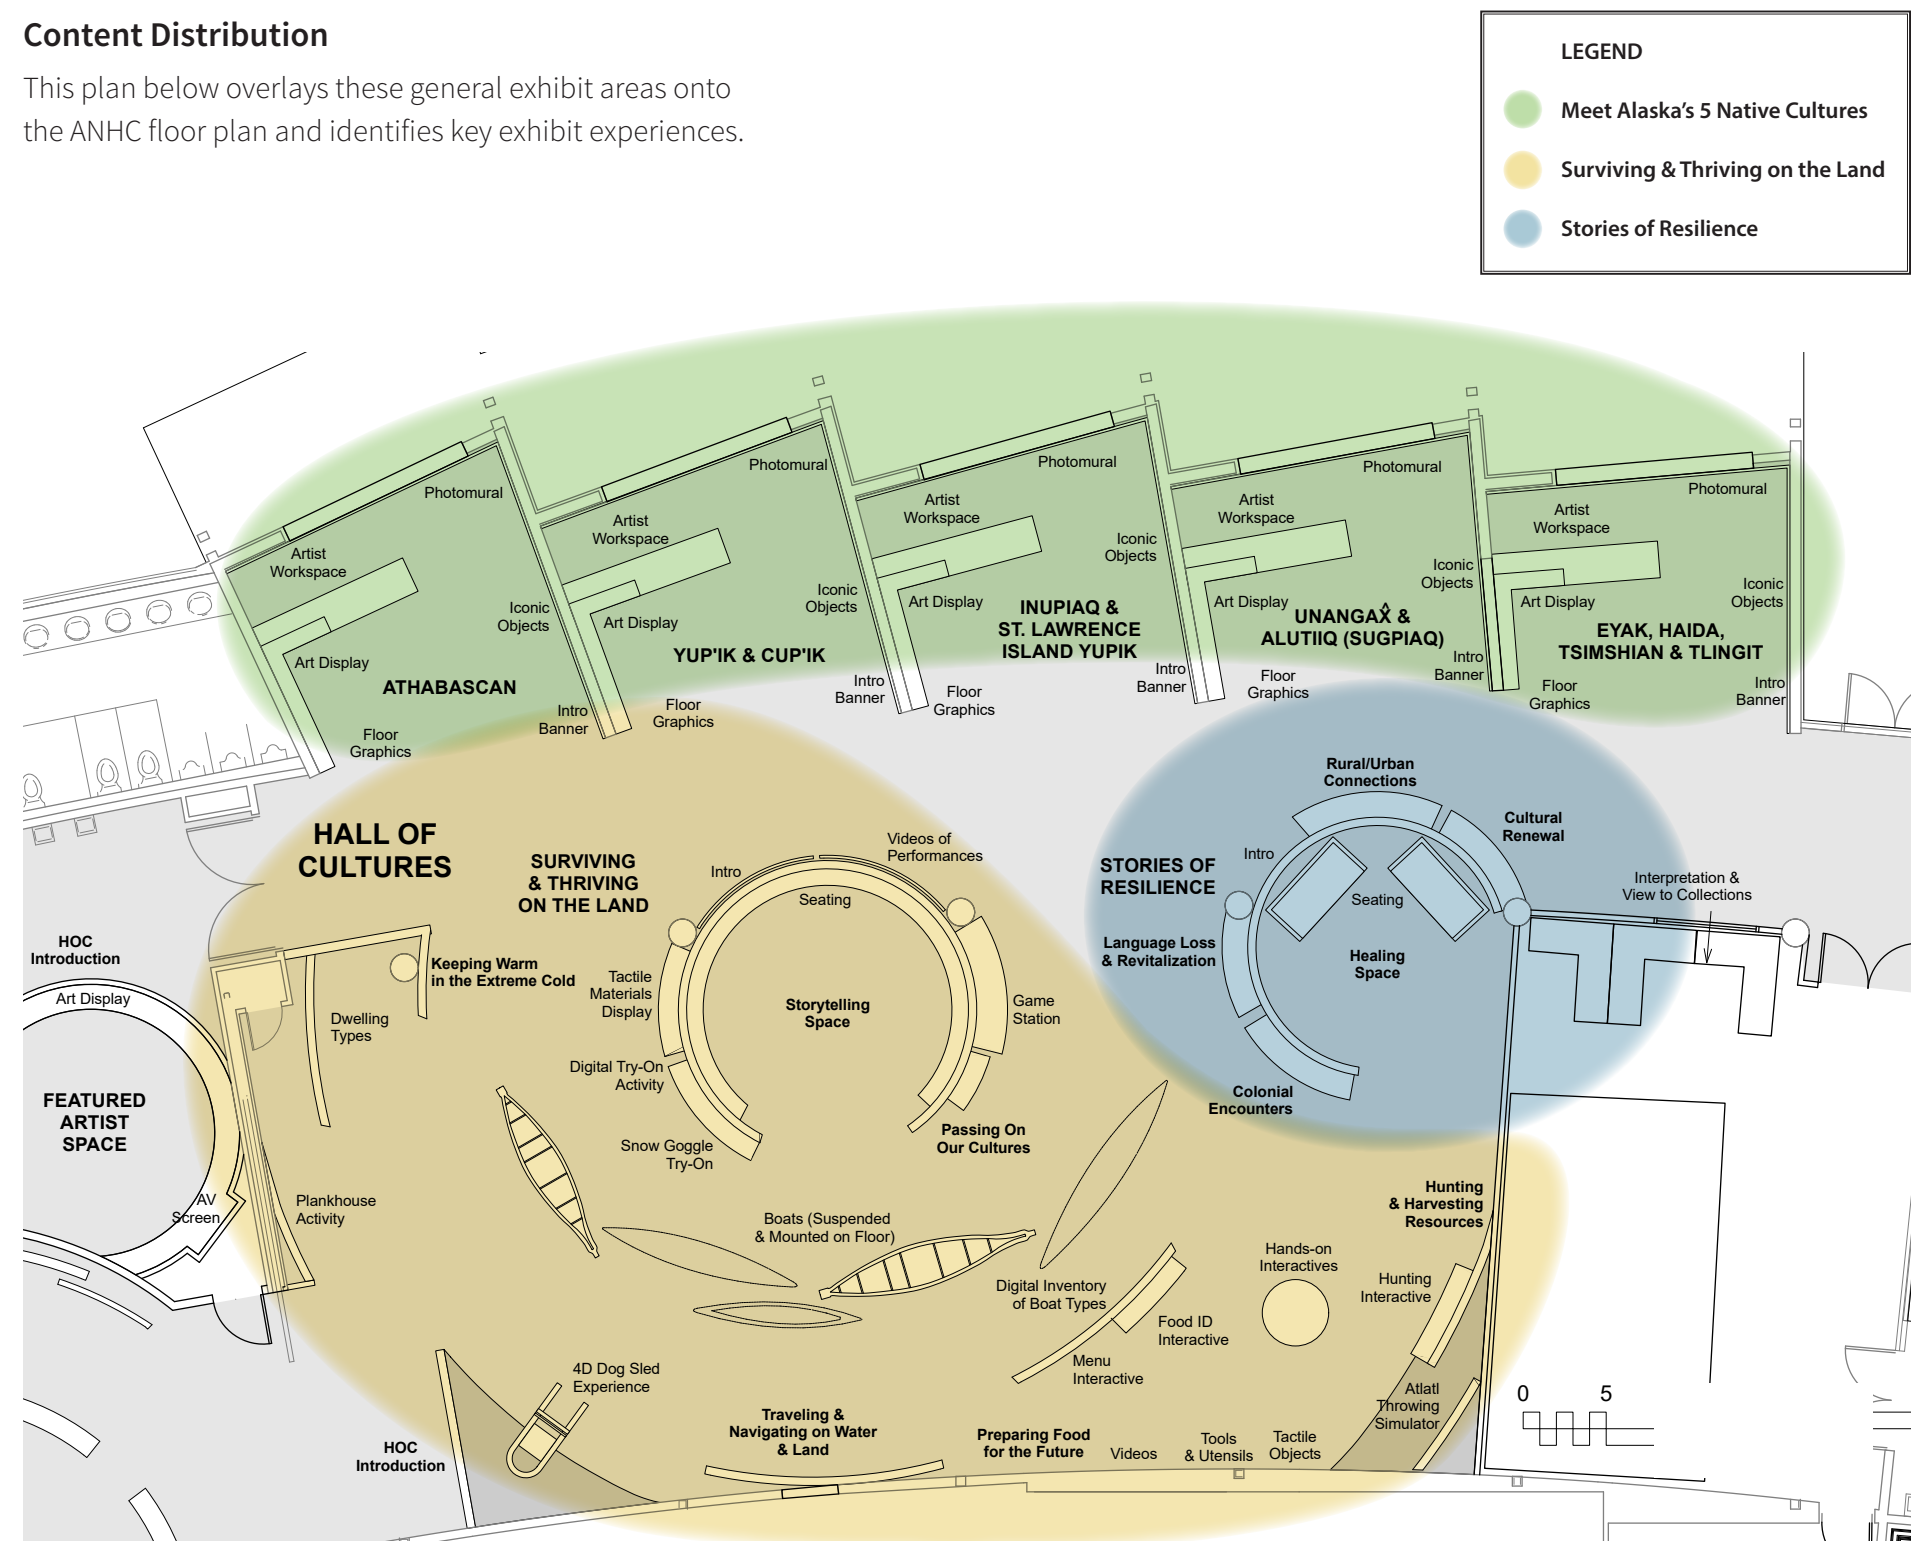 Content Distribution
This plan below overlays these general exhibit areas onto
the ANHC floor plan and identifies key exhibit experiences.
LEGEND
Meet Alaska's 5 Native Cultures
Surviving & Thriving on the Land
Stories of Resilience
Photomural
Artist
Workspace
Iconic
Objects
Art Display
ATHABASCAN
Intro
Banner
Floor
Graphics
Photomural
Artist
Workspace
Iconic
Objects
Art Display
YUP'IK & CUP'IK
Intro
Banner
Floor
Graphics
Photomural
Artist
Workspace
Iconic
Objects
Art Display
INUPIAQ &
ST. LAWRENCE
ISLAND YUPIK
Intro
Banner
Floor
Graphics
Photomural
Artist
Workspace
Iconic
Objects
Art Display
UNANGAX̂ &
ALUTIIQ (SUGPIAQ)
Intro
Banner
Floor
Graphics
Photomural
Artist
Workspace
Iconic
Objects
Art Display
EYAK, HAIDA,
TSIMSHIAN & TLINGIT
Intro
Banner
Floor
Graphics
HALL OF
CULTURES
SURVIVING
& THRIVING
ON THE LAND
Intro
Videos of
Performances
Seating
Storytelling
Space
Tactile
Materials
Display
Digital Try-On
Activity
Snow Goggle
Try-On
Game
Station
Passing On
Our Cultures
STORIES OF
RESILIENCE
Rural/Urban
Connections
Cultural
Renewal
Intro
Seating
Healing
Space
Language Loss
& Revitalization
Colonial
Encounters
Interpretation &
View to Collections
HOC
Introduction
Art Display
FEATURED
ARTIST
SPACE
AV
Screen
Keeping Warm
in the Extreme Cold
Dwelling
Types
Plankhouse
Activity
Boats (Suspended
& Mounted on Floor)
Digital Inventory
of Boat Types
Hunting
& Harvesting
Resources
Hands-on
Interactives
Hunting
Interactive
Food ID
Interactive
Menu
Interactive
Atlatl
Throwing
Simulator
4D Dog Sled
Experience
HOC
Introduction
Traveling &
Navigating on Water
& Land
Preparing Food
for the Future
Videos
Tools
& Utensils
Tactile
Objects
0 5